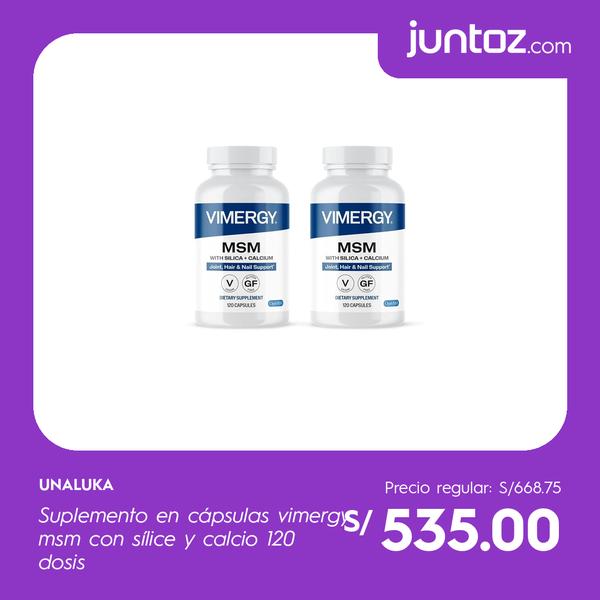 juntoz.com
VIMERGY
MSM
WITH SILICA + CALCIUM
Joint, Hair & Nail Support
V
GF
DIETARY SUPPLEMENT
120 CAPSULES
VIMERGY
MSM
WITH SILICA + CALCIUM
Joint, Hair & Nail Support
V
GF
DIETARY SUPPLEMENT
120 CAPSULES
UNALUKA
Suplemento en cápsulas vimergy
msm con sílice y calcio 120
dosis
Precio regular: S/668.75
S/ 535.00